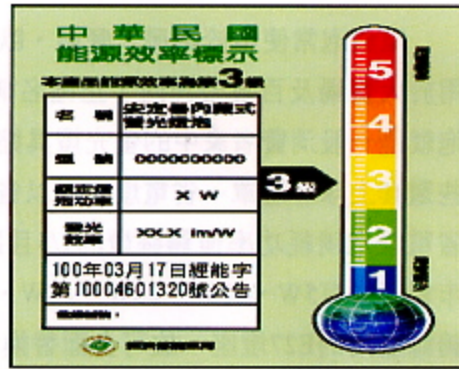 中華民國
能源效率標示
本產品能源效率為第3級
名 稱 安定器內藏式
螢光燈泡
型 號 0000000000
額定燈
泡功率 X W
發光
效率 XX.X lm/W
100年03月17日經能字
第10004601320號公告
3級
5
4
3
2
1